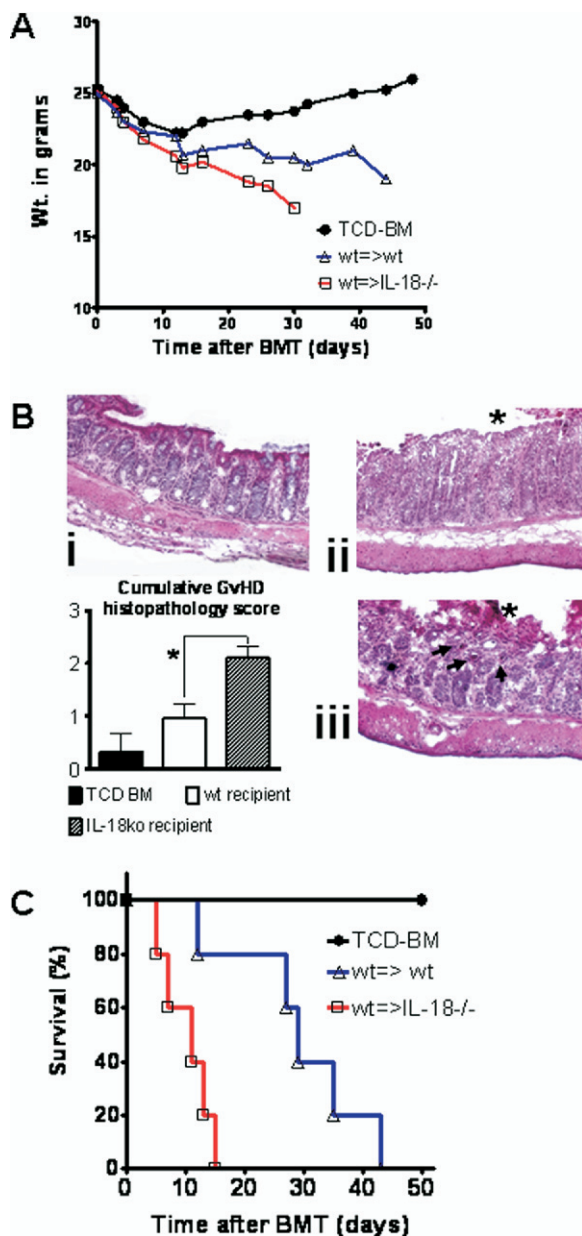 A
30
25
20
15
10
Wt. in grams
0 10 20 30 40 50
Time after BMT (days)
TCD-BM
wt=>wt
wt=>IL-18-/-
B
*
i
ii
Cumulative GvHD
histopathology score
3
2
1
0
*
TCD BM
wt recipient
IL-18ko recipient
*
iii
C
100
80
60
40
20
0
Survival (%)
0 10 20 30 40 50
Time after BMT (days)
TCD-BM
wt=> wt
wt=>IL-18-/-